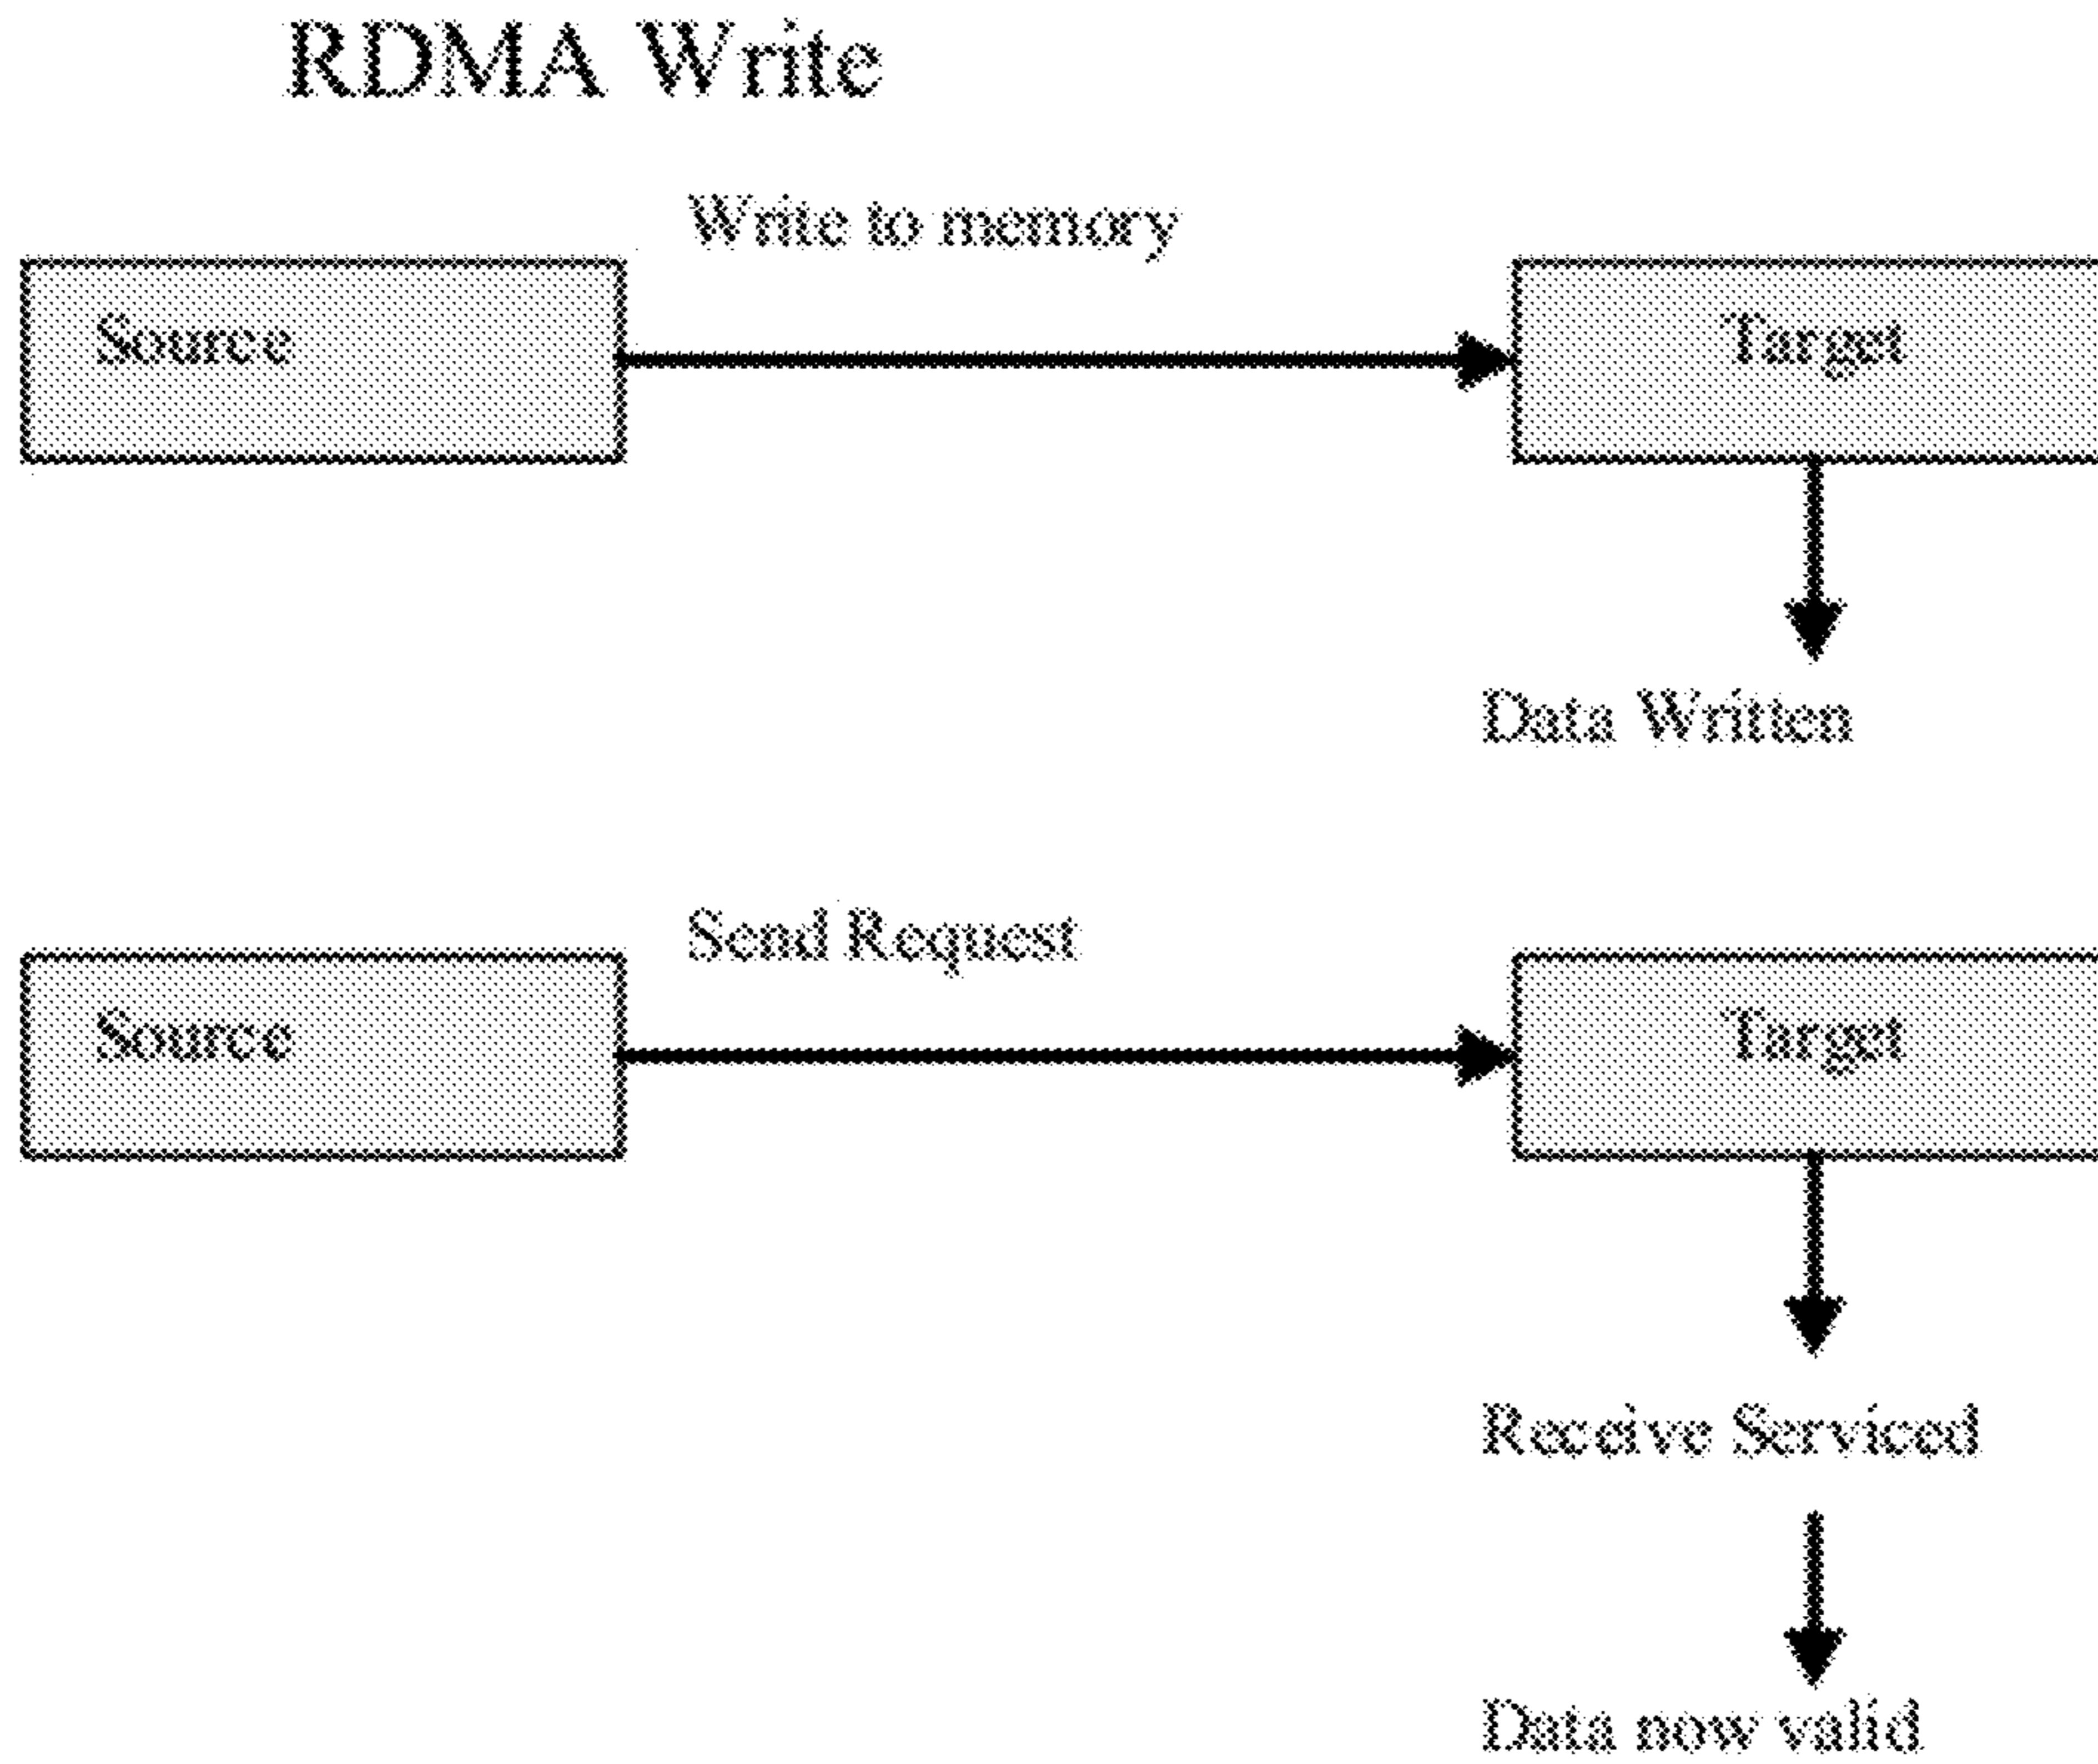 RDMA Write
Write to memory
Source
Target
Data Written
Send Request
Source
Target
Receive Serviced
Data now valid